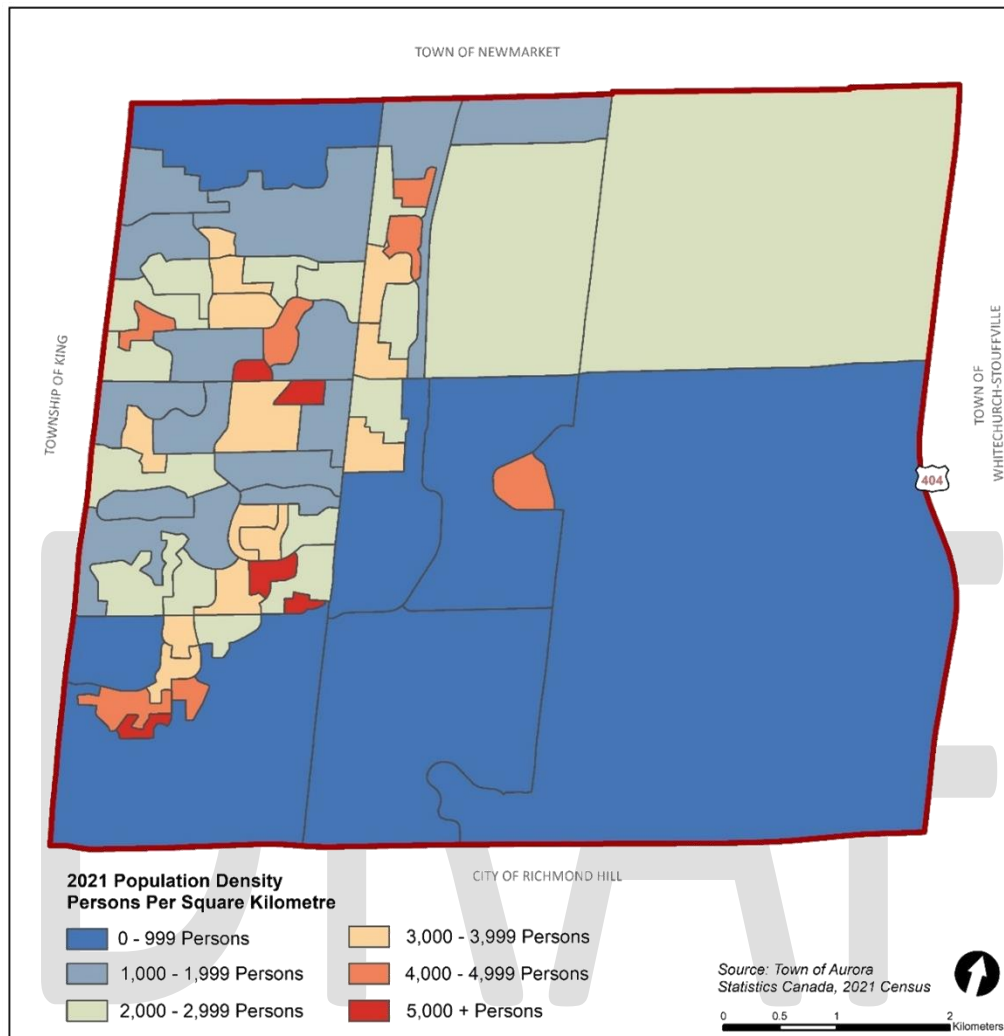 TOWN OF NEWMARKET
TOWNSHIP OF KING
TOWN OF
WHITECHURCH-STOUFFVILLE
404
CITY OF RICHMOND HILL
2021 Population Density
Persons Per Square Kilometre
0 - 999 Persons
1,000 - 1,999 Persons
2,000 - 2,999 Persons
3,000 - 3,999 Persons
4,000 - 4,999 Persons
5,000 + Persons
Source: Town of Aurora
Statistics Canada, 2021 Census
0 0.5 1 2
Kilometers